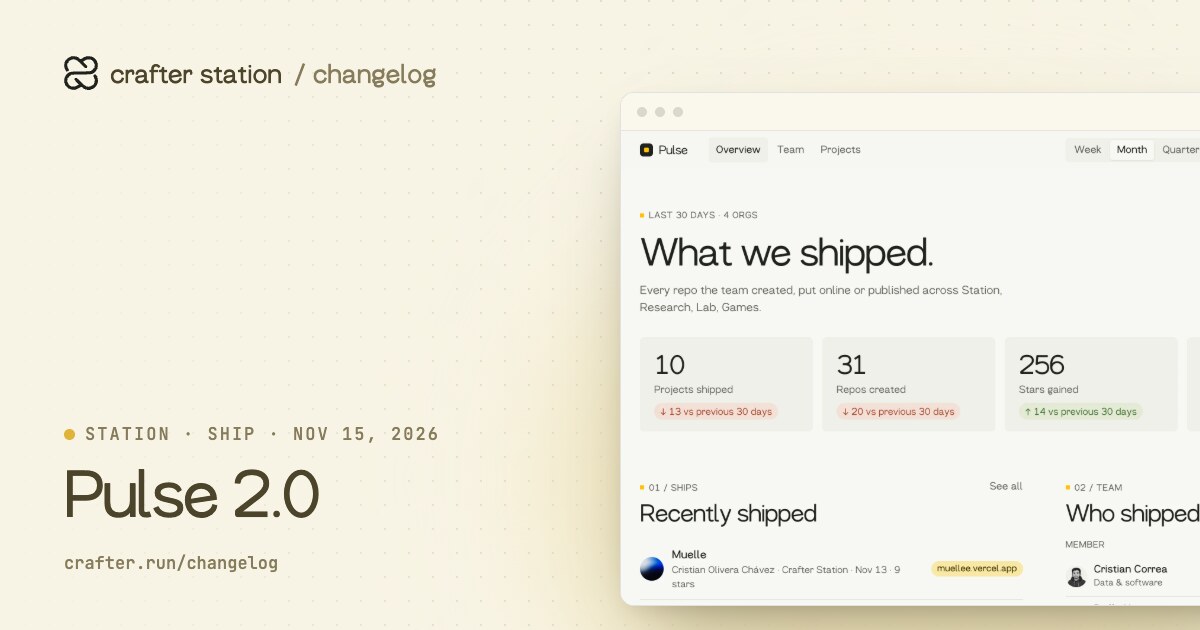 crafter station / changelog
STATION · SHIP · NOV 15, 2026
Pulse 2.0
crafter.run/changelog
Pulse
Overview
Team
Projects
Week
Month
Quarter
LAST 30 DAYS · 4 ORGS
What we shipped.
Every repo the team created, put online or published across Station,
Research, Lab, Games.
10
Projects shipped
↓ 13 vs previous 30 days
31
Repos created
↓ 20 vs previous 30 days
256
Stars gained
↑ 14 vs previous 30 days
01 / SHIPS
See all
Recently shipped
Muelle
Cristian Olivera Chávez · Crafter Station · Nov 13 · 9
stars
muellee.vercel.app
02 / TEAM
Who shipped
MEMBER
Cristian Correa
Data & software